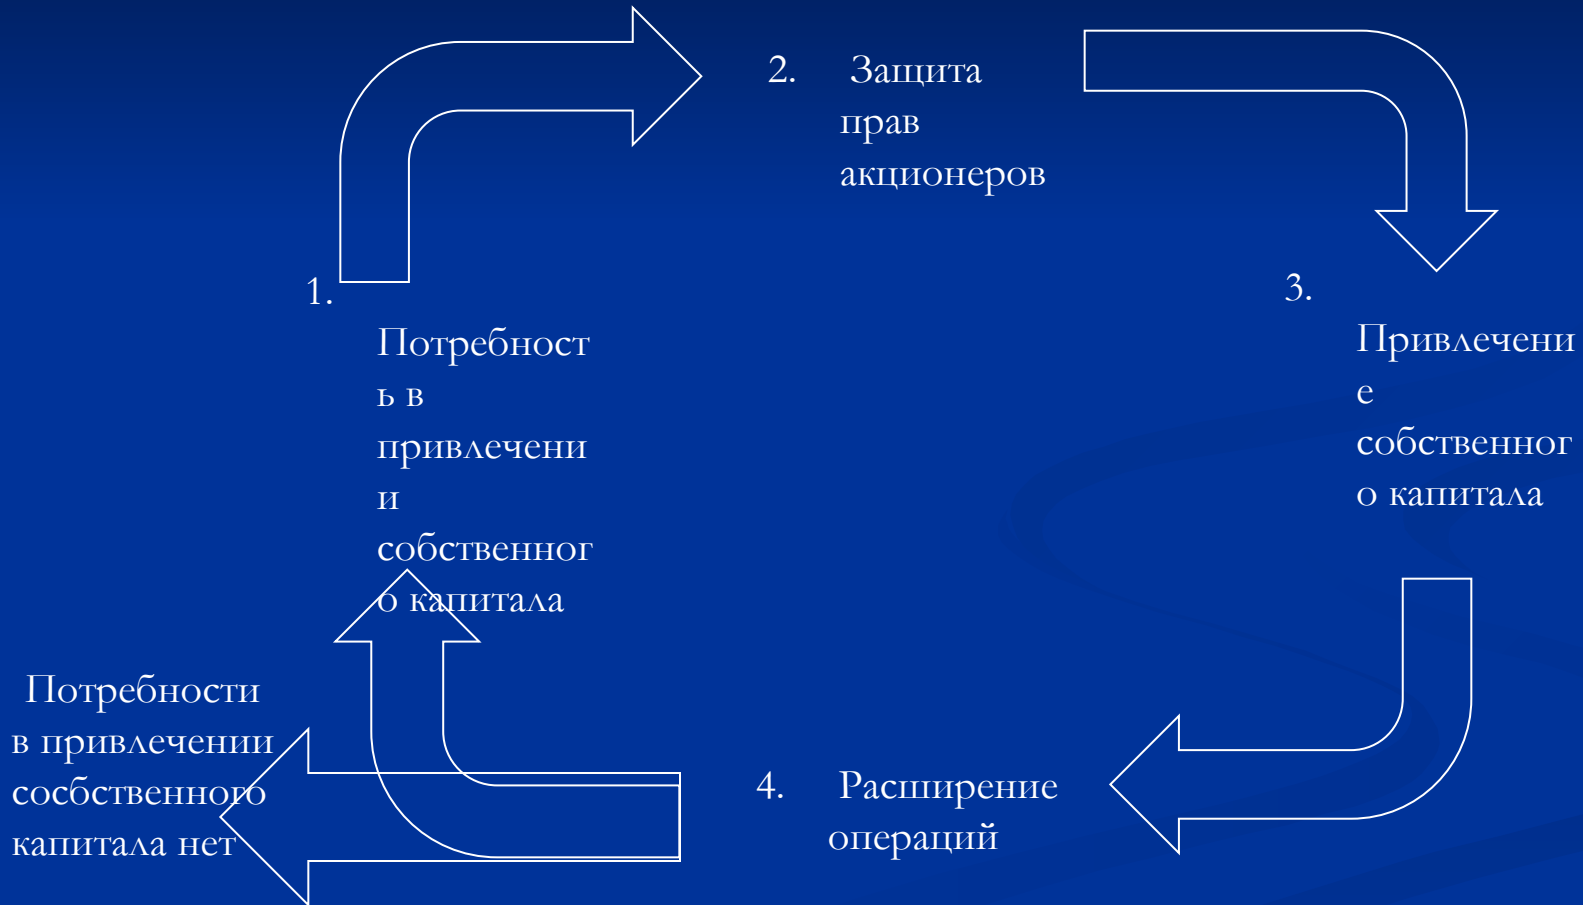 1.
Потребност
ь в
привлечени
и
собственног
о капитала
2. Защита
прав
акционеров
3.
Привлечени
е
собственног
о капитала
4. Расширение
операций
Потребности
в привлечении
сосбственного
капитала нет